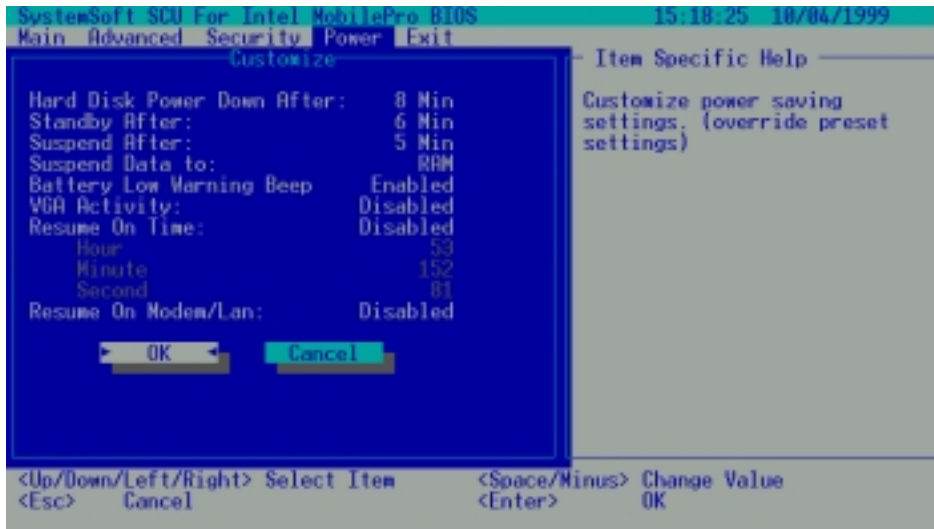 SystemSoft SCU For Intel MobilePro BIOS 15:18:25 10/04/1999
Main Advanced Security Power Exit
Customize
Hard Disk Power Down After: 8 Min
Standby After: 6 Min
Suspend After: 5 Min
Suspend Data to: RAM
Battery Low Warning Beep Enabled
VGA Activity: Disabled
Resume On Time: Disabled
Hour 53
Minute 152
Second 81
Resume On Modem/Lan: Disabled
OK Cancel
Item Specific Help
Customize power saving
settings. (override preset
settings)
<Up/Down/Left/Right> Select Item <Space/Minus> Change Value
<Esc> Cancel <Enter> OK